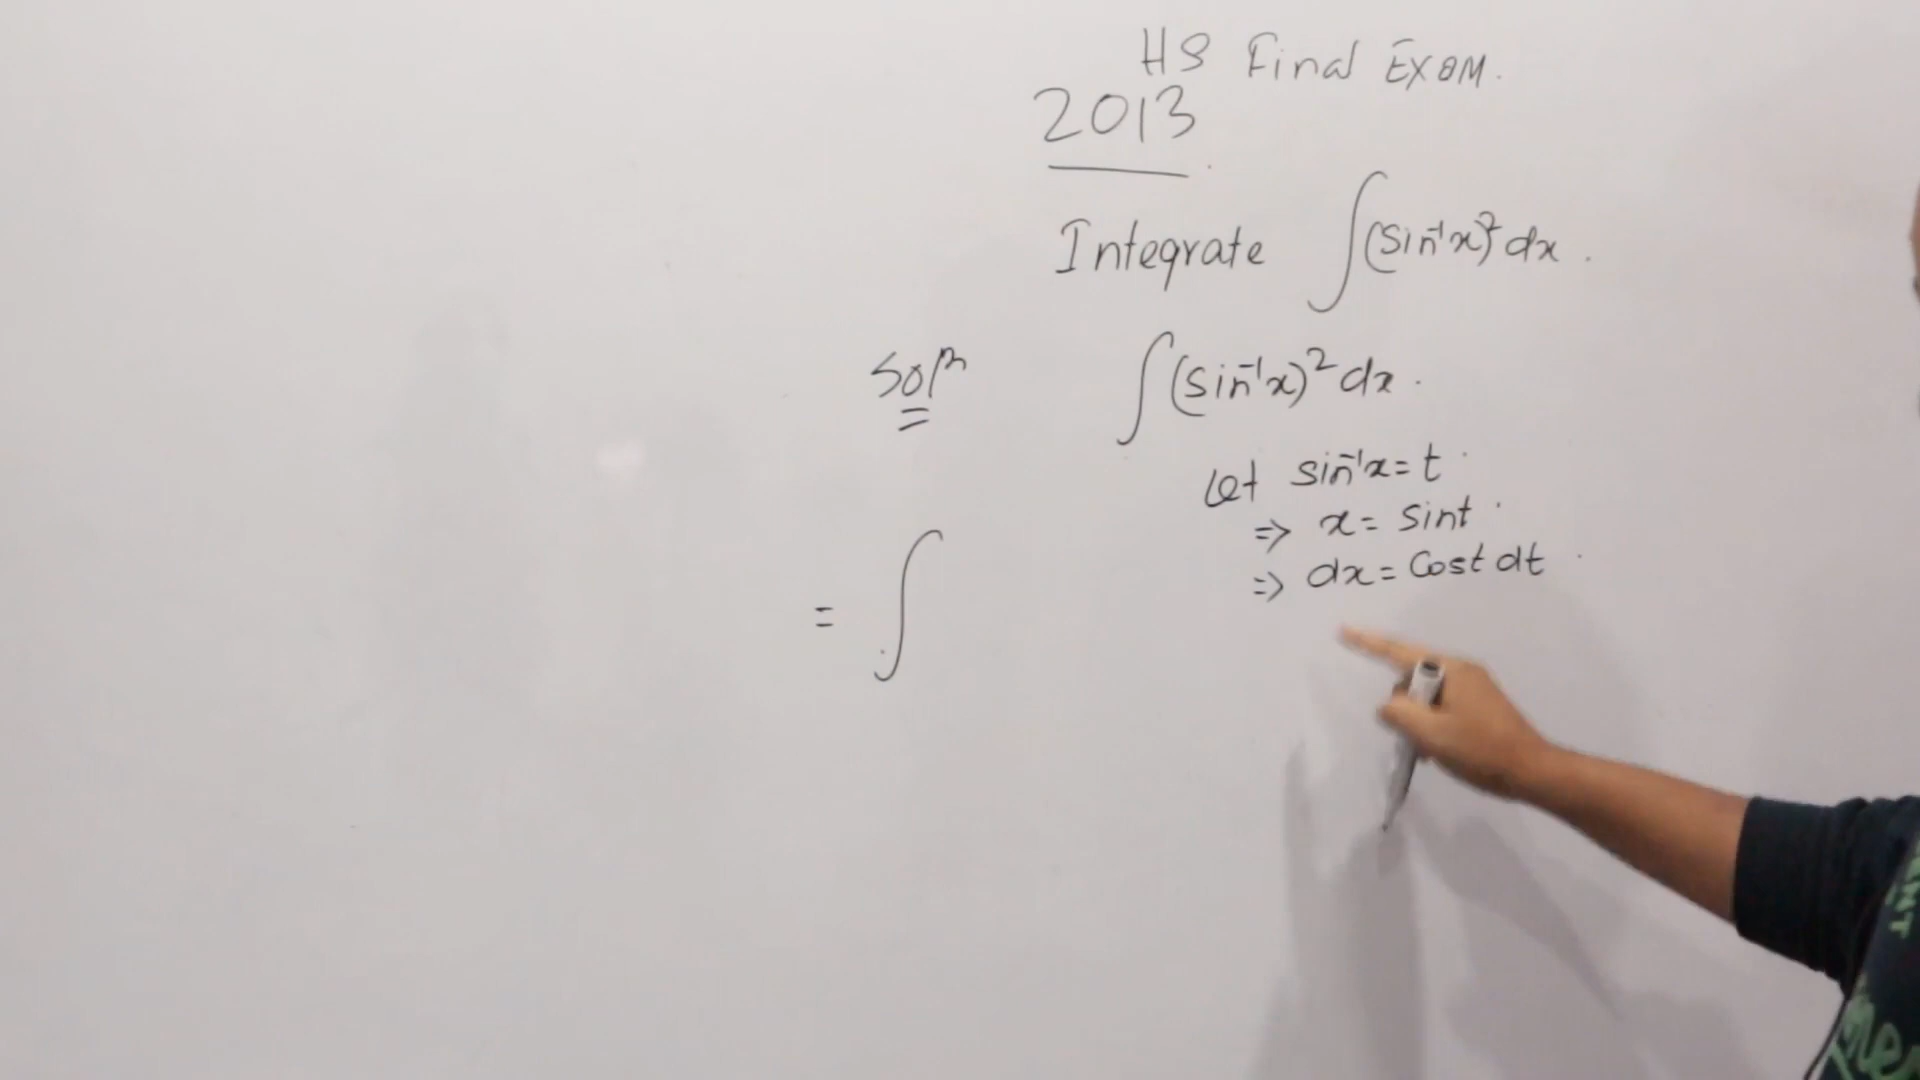 HS Final Exam.
2013
Integrate ∫(sin⁻¹x)² dx.
Solⁿ ∫(sin⁻¹x)² dx.
Let sin⁻¹x = t
⇒ x = sint
⇒ dx = Cost dt
= ∫